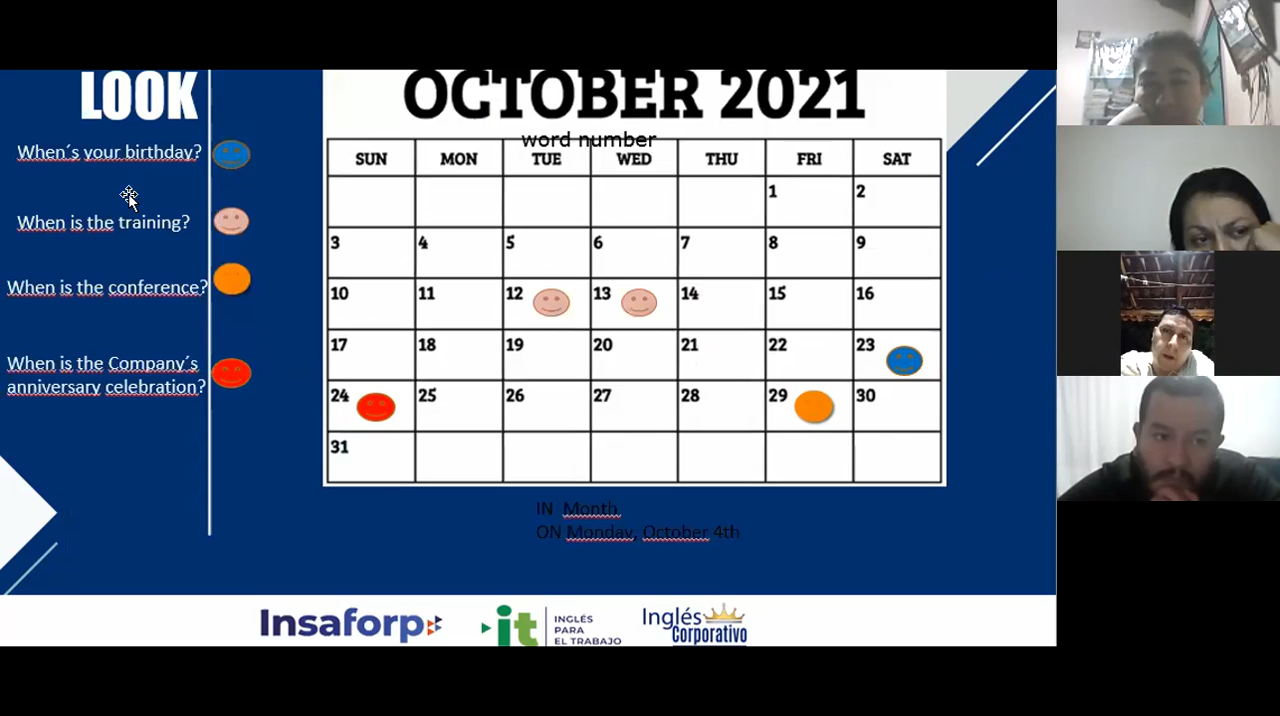 LOOK
When´s your birthday?
When is the training?
When is the conference?
When is the Company´s
anniversary celebration?
OCTOBER 2021
word number
SUN MON TUE WED THU FRI SAT
1 2
3 4 5 6 7 8 9
10 11 12 13 14 15 16
17 18 19 20 21 22 23
24 25 26 27 28 29 30
31
IN Month,
ON Monday, October 4th
Insaforp
it
INGLÉS
PARA
EL TRABAJO
Inglés
Corporativo